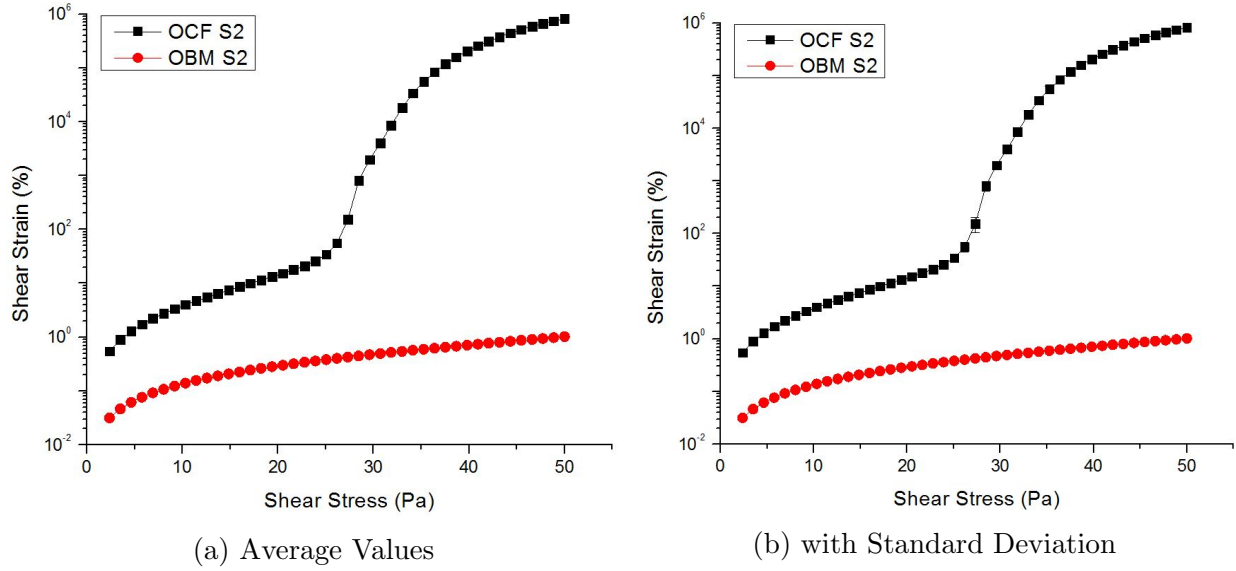 OCF S2
OBM S2
10^6
10^4
10^2
10^0
10^-2
Shear Strain (%)
0 10 20 30 40 50
Shear Stress (Pa)
(a) Average Values
OCF S2
OBM S2
10^6
10^4
10^2
10^0
10^-2
Shear Strain (%)
0 10 20 30 40 50
Shear Stress (Pa)
(b) with Standard Deviation